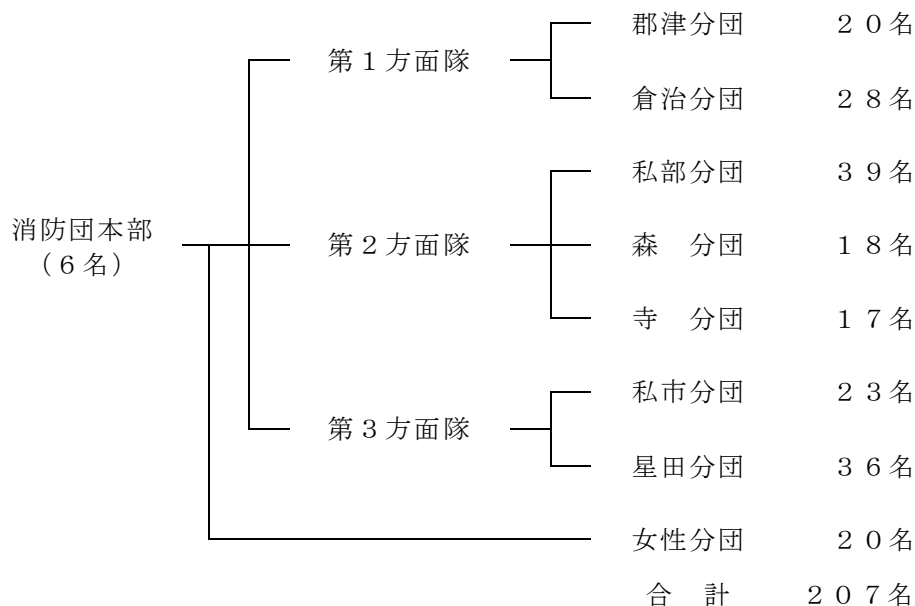 郡津分団 ２０名
第１方面隊
倉治分団 ２８名
私部分団 ３９名
消防団本部
（６名）
第２方面隊
森　分団 １８名
寺　分団 １７名
私市分団 ２３名
第３方面隊
星田分団 ３６名
女性分団 ２０名
合　計 ２０７名